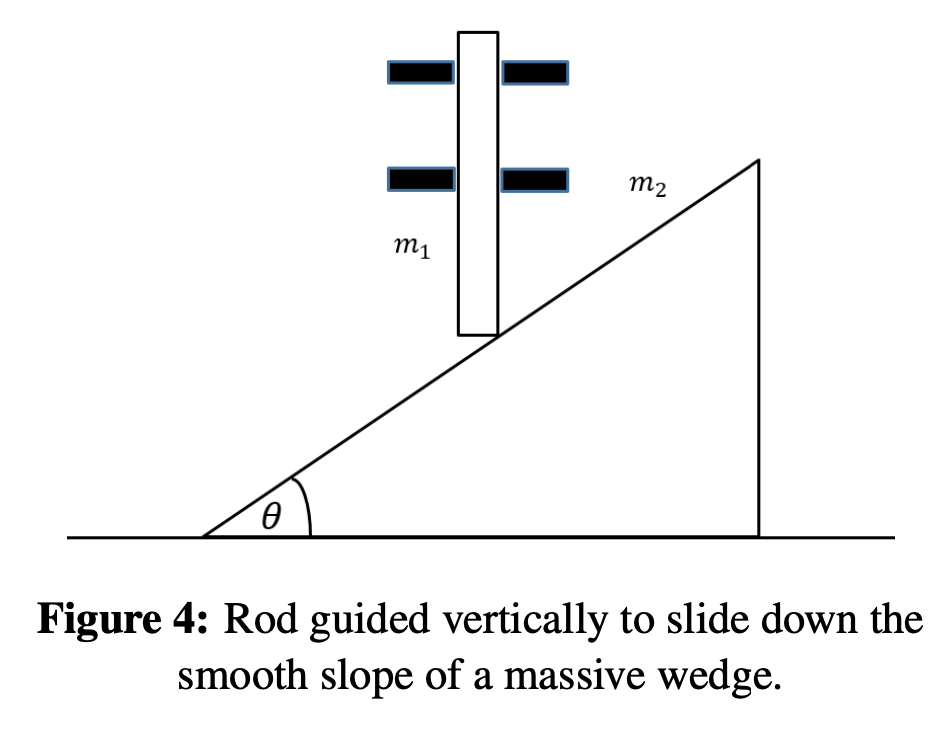 m₂
m₁
θ
Figure 4: Rod guided vertically to slide down the
smooth slope of a massive wedge.